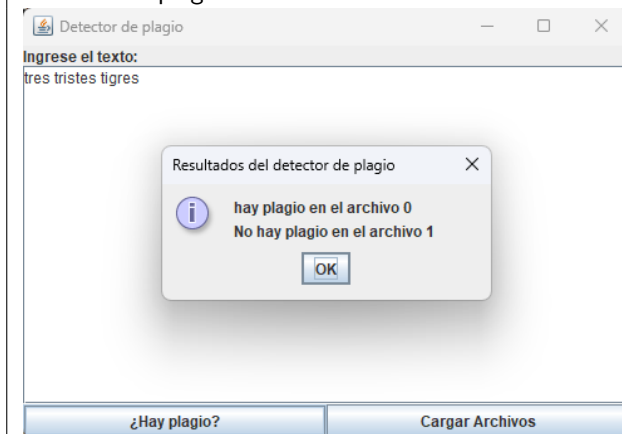 Detector de plagio
Ingrese el texto:
tres tristes tigres
Resultados del detector de plagio
hay plagio en el archivo 0
No hay plagio en el archivo 1
OK
¿Hay plagio?
Cargar Archivos